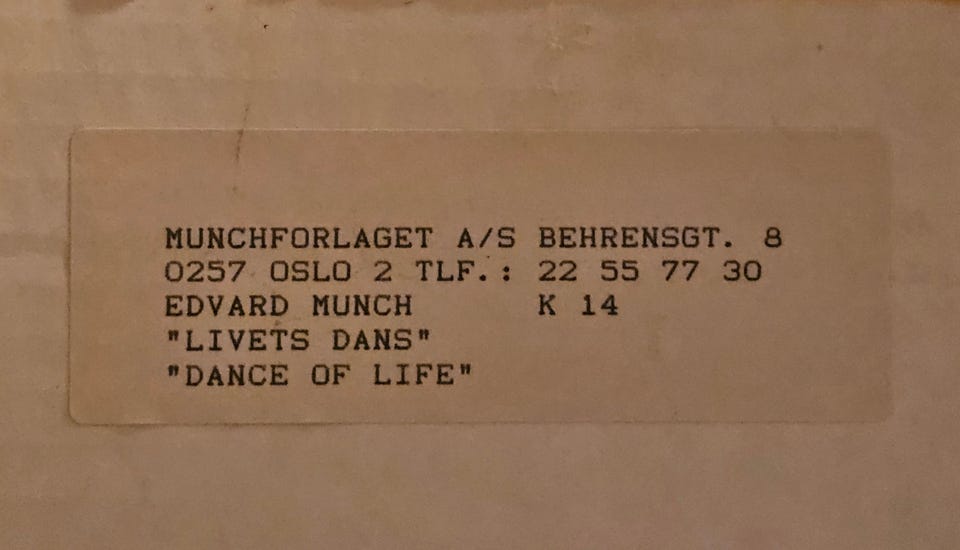 MUNCHFORLAGET A/S BEHRENSGT. 8
0257 OSLO 2 TLF.: 22 55 77 30
EDVARD MUNCH K 14
"LIVETS DANS"
"DANCE OF LIFE"